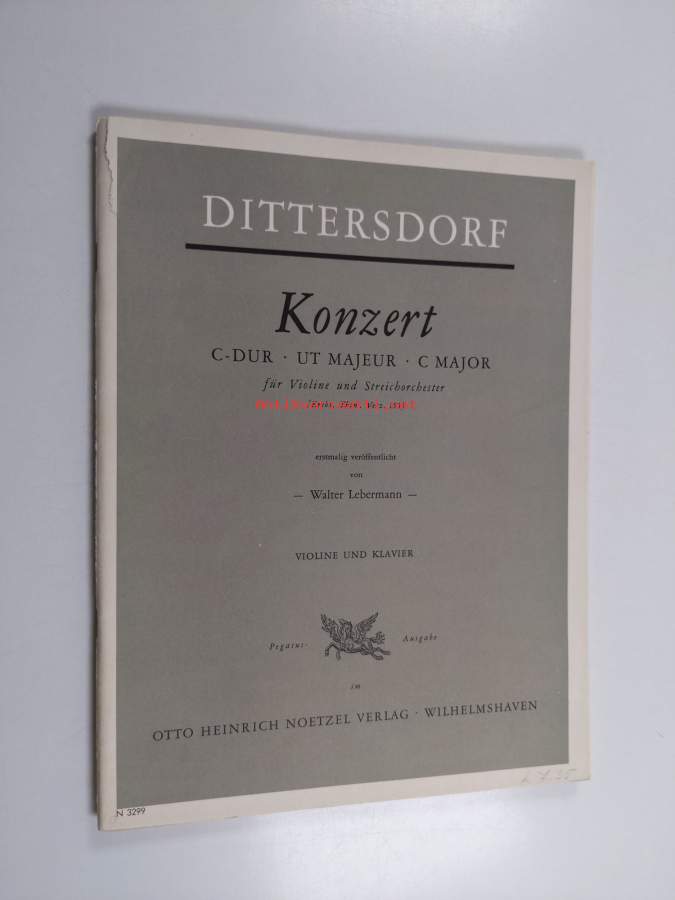 DITTERSDORF
Konzert
C-DUR · UT MAJEUR · C MAJOR
für Violine und Streichorchester
erstmalig veröffentlicht
von
— Walter Lebermann —
VIOLINE UND KLAVIER
Pegasus- Ausgabe
IM
OTTO HEINRICH NOETZEL VERLAG · WILHELMSHAVEN
N 3299